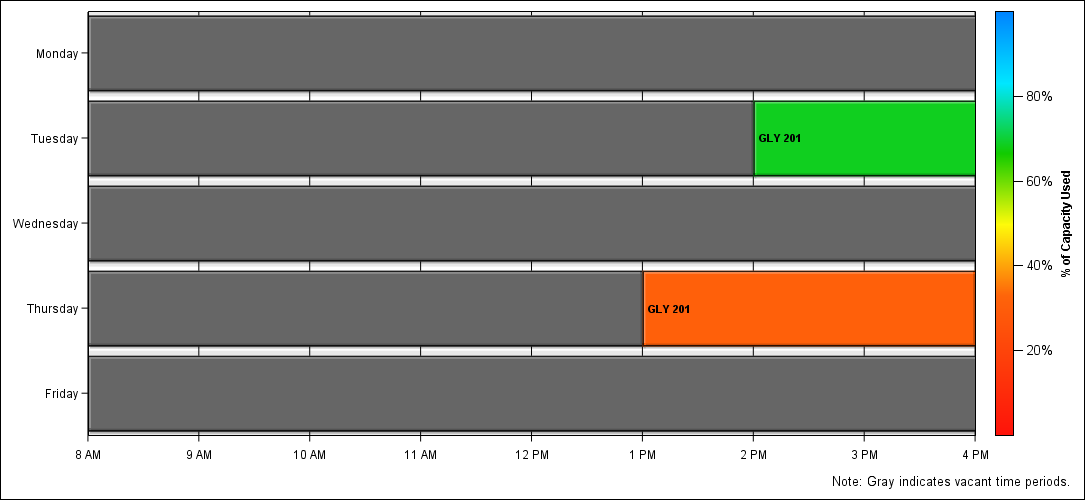 Monday
Tuesday
Wednesday
Thursday
Friday
GLY 201
GLY 201
8 AM
9 AM
10 AM
11 AM
12 PM
1 PM
2 PM
3 PM
4 PM
80%
60%
40%
20%
% of Capacity Used
Note: Gray indicates vacant time periods.